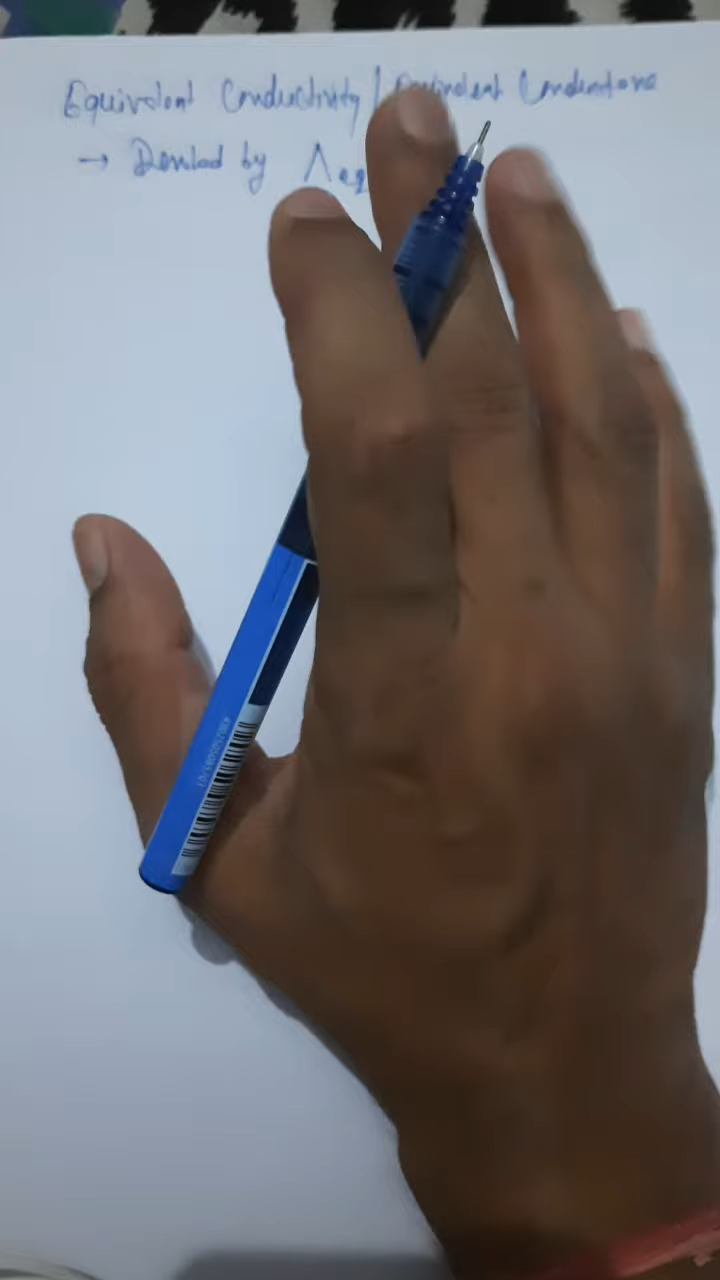 Equivalent Conductivity / Equivalent Conductance
→ Denoted by Λeq